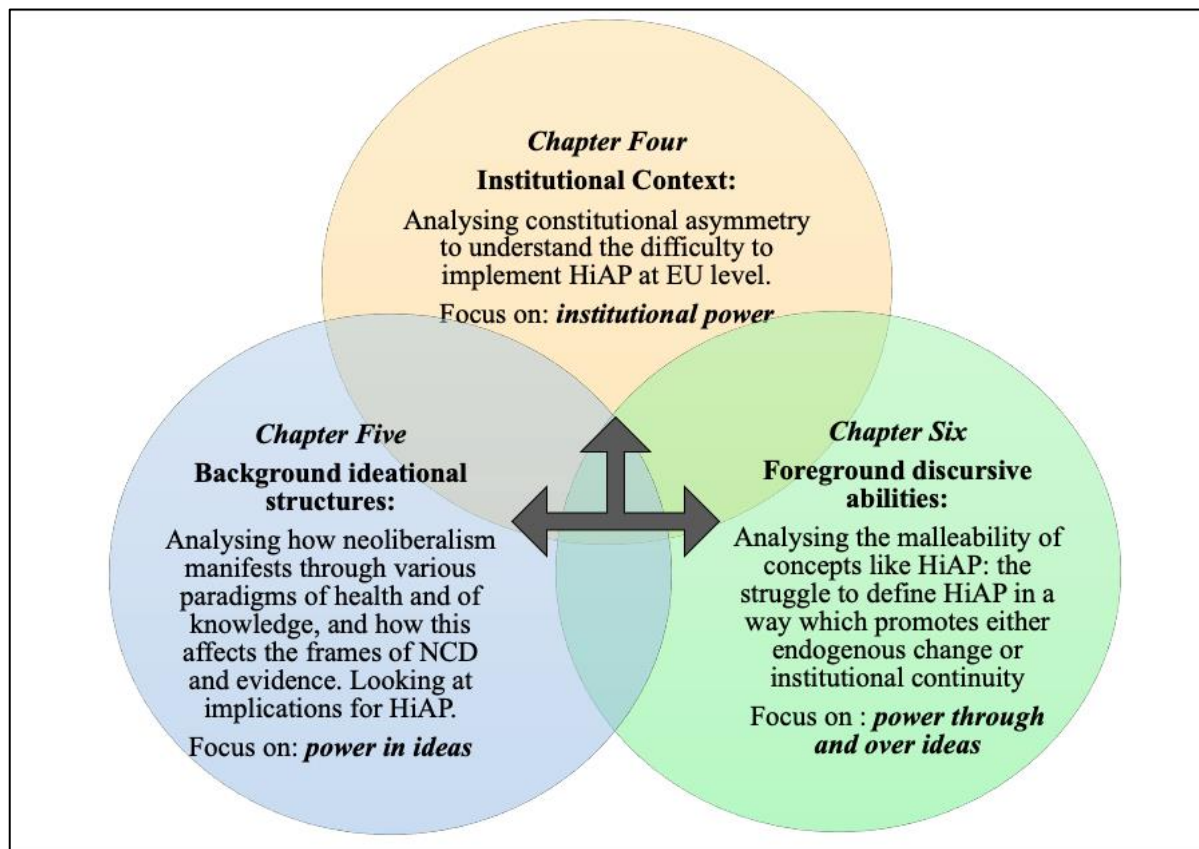 Chapter Four
Institutional Context:
Analysing constitutional asymmetry
to understand the difficulty to
implement HiAP at EU level.
Focus on: institutional power
Chapter Five
Background ideational
structures:
Analysing how neoliberalism
manifests through various
paradigms of health and of
knowledge, and how this
affects the frames of NCD
and evidence. Looking at
implications for HiAP.
Focus on: power in ideas
Chapter Six
Foreground discursive
abilities:
Analysing the malleability of
concepts like HiAP: the
struggle to define HiAP in a
way which promotes either
endogenous change or
institutional continuity
Focus on : power through
and over ideas